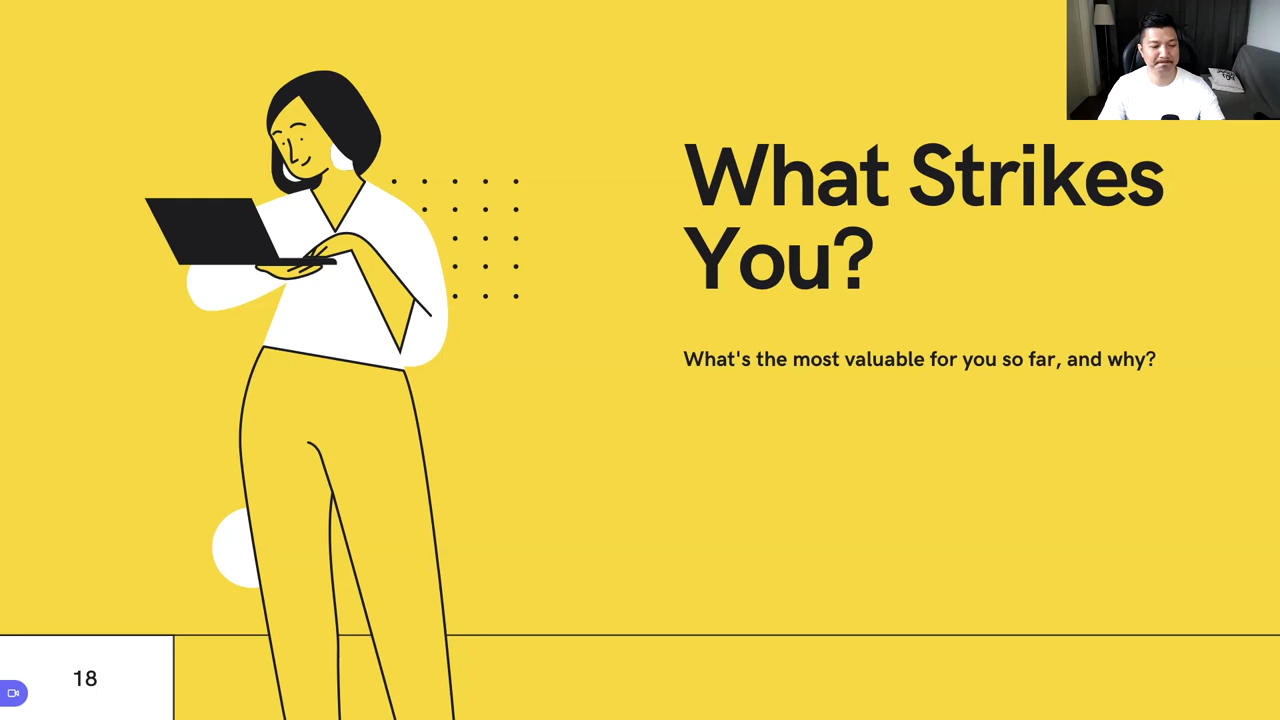 What Strikes
You?
What's the most valuable for you so far, and why?
18